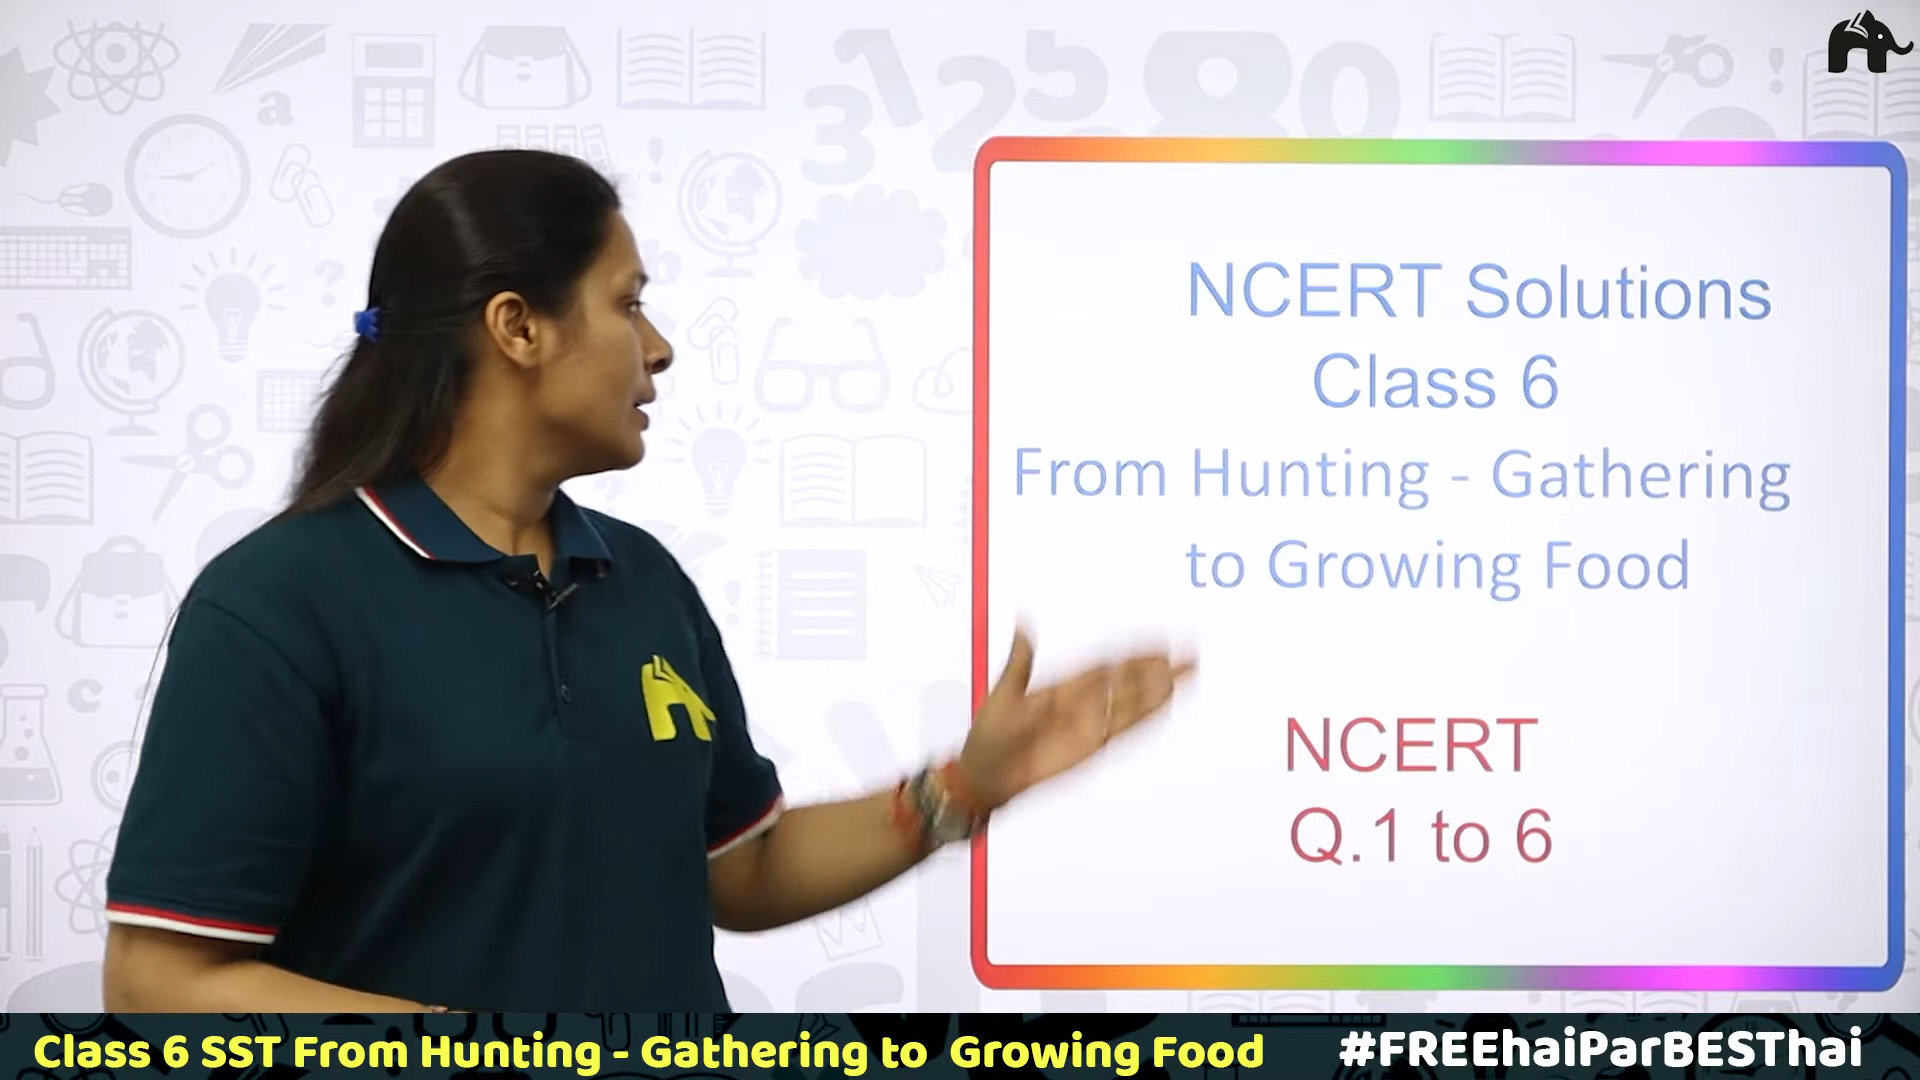 NCERT Solutions
Class 6
From Hunting - Gathering
to Growing Food
NCERT
Q.1 to 6
Class 6 SST From Hunting - Gathering to Growing Food
#FREEhaiParBESThai